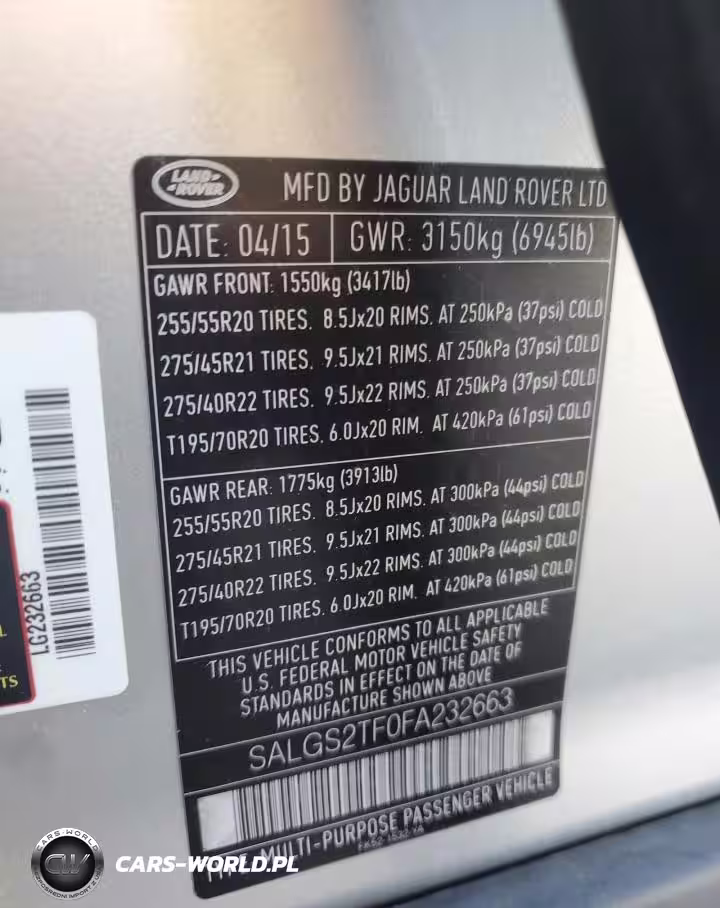 LAND-
-ROVER
MFD BY JAGUAR LAND ROVER LTD
DATE: 04/15
GWR: 3150kg (6945lb)
GAWR FRONT: 1550kg (3417lb)
255/55R20 TIRES. 8.5Jx20 RIMS. AT 250kPa (37psi) COLD
275/45R21 TIRES. 9.5Jx21 RIMS. AT 250kPa (37psi) COLD
275/40R22 TIRES. 9.5Jx22 RIMS. AT 250kPa (37psi) COLD
T195/70R20 TIRES. 6.0Jx20 RIM. AT 420kPa (61psi) COLD
GAWR REAR: 1775kg (3913lb)
255/55R20 TIRES. 8.5Jx20 RIMS. AT 300kPa (44psi) COLD
275/45R21 TIRES. 9.5Jx21 RIMS. AT 300kPa (44psi) COLD
275/40R22 TIRES. 9.5Jx22 RIMS. AT 300kPa (44psi) COLD
T195/70R20 TIRES. 6.0Jx20 RIM. AT 420kPa (61psi) COLD
THIS VEHICLE CONFORMS TO ALL APPLICABLE
U.S. FEDERAL MOTOR VEHICLE SAFETY
STANDARDS IN EFFECT ON THE DATE OF
MANUFACTURE SHOWN ABOVE
SALGS2TF0FA232663
MULTI-PURPOSE PASSENGER VEHICLE
LG232663
TS
CARS-WORLD
CW
CARS-WORLD.PL